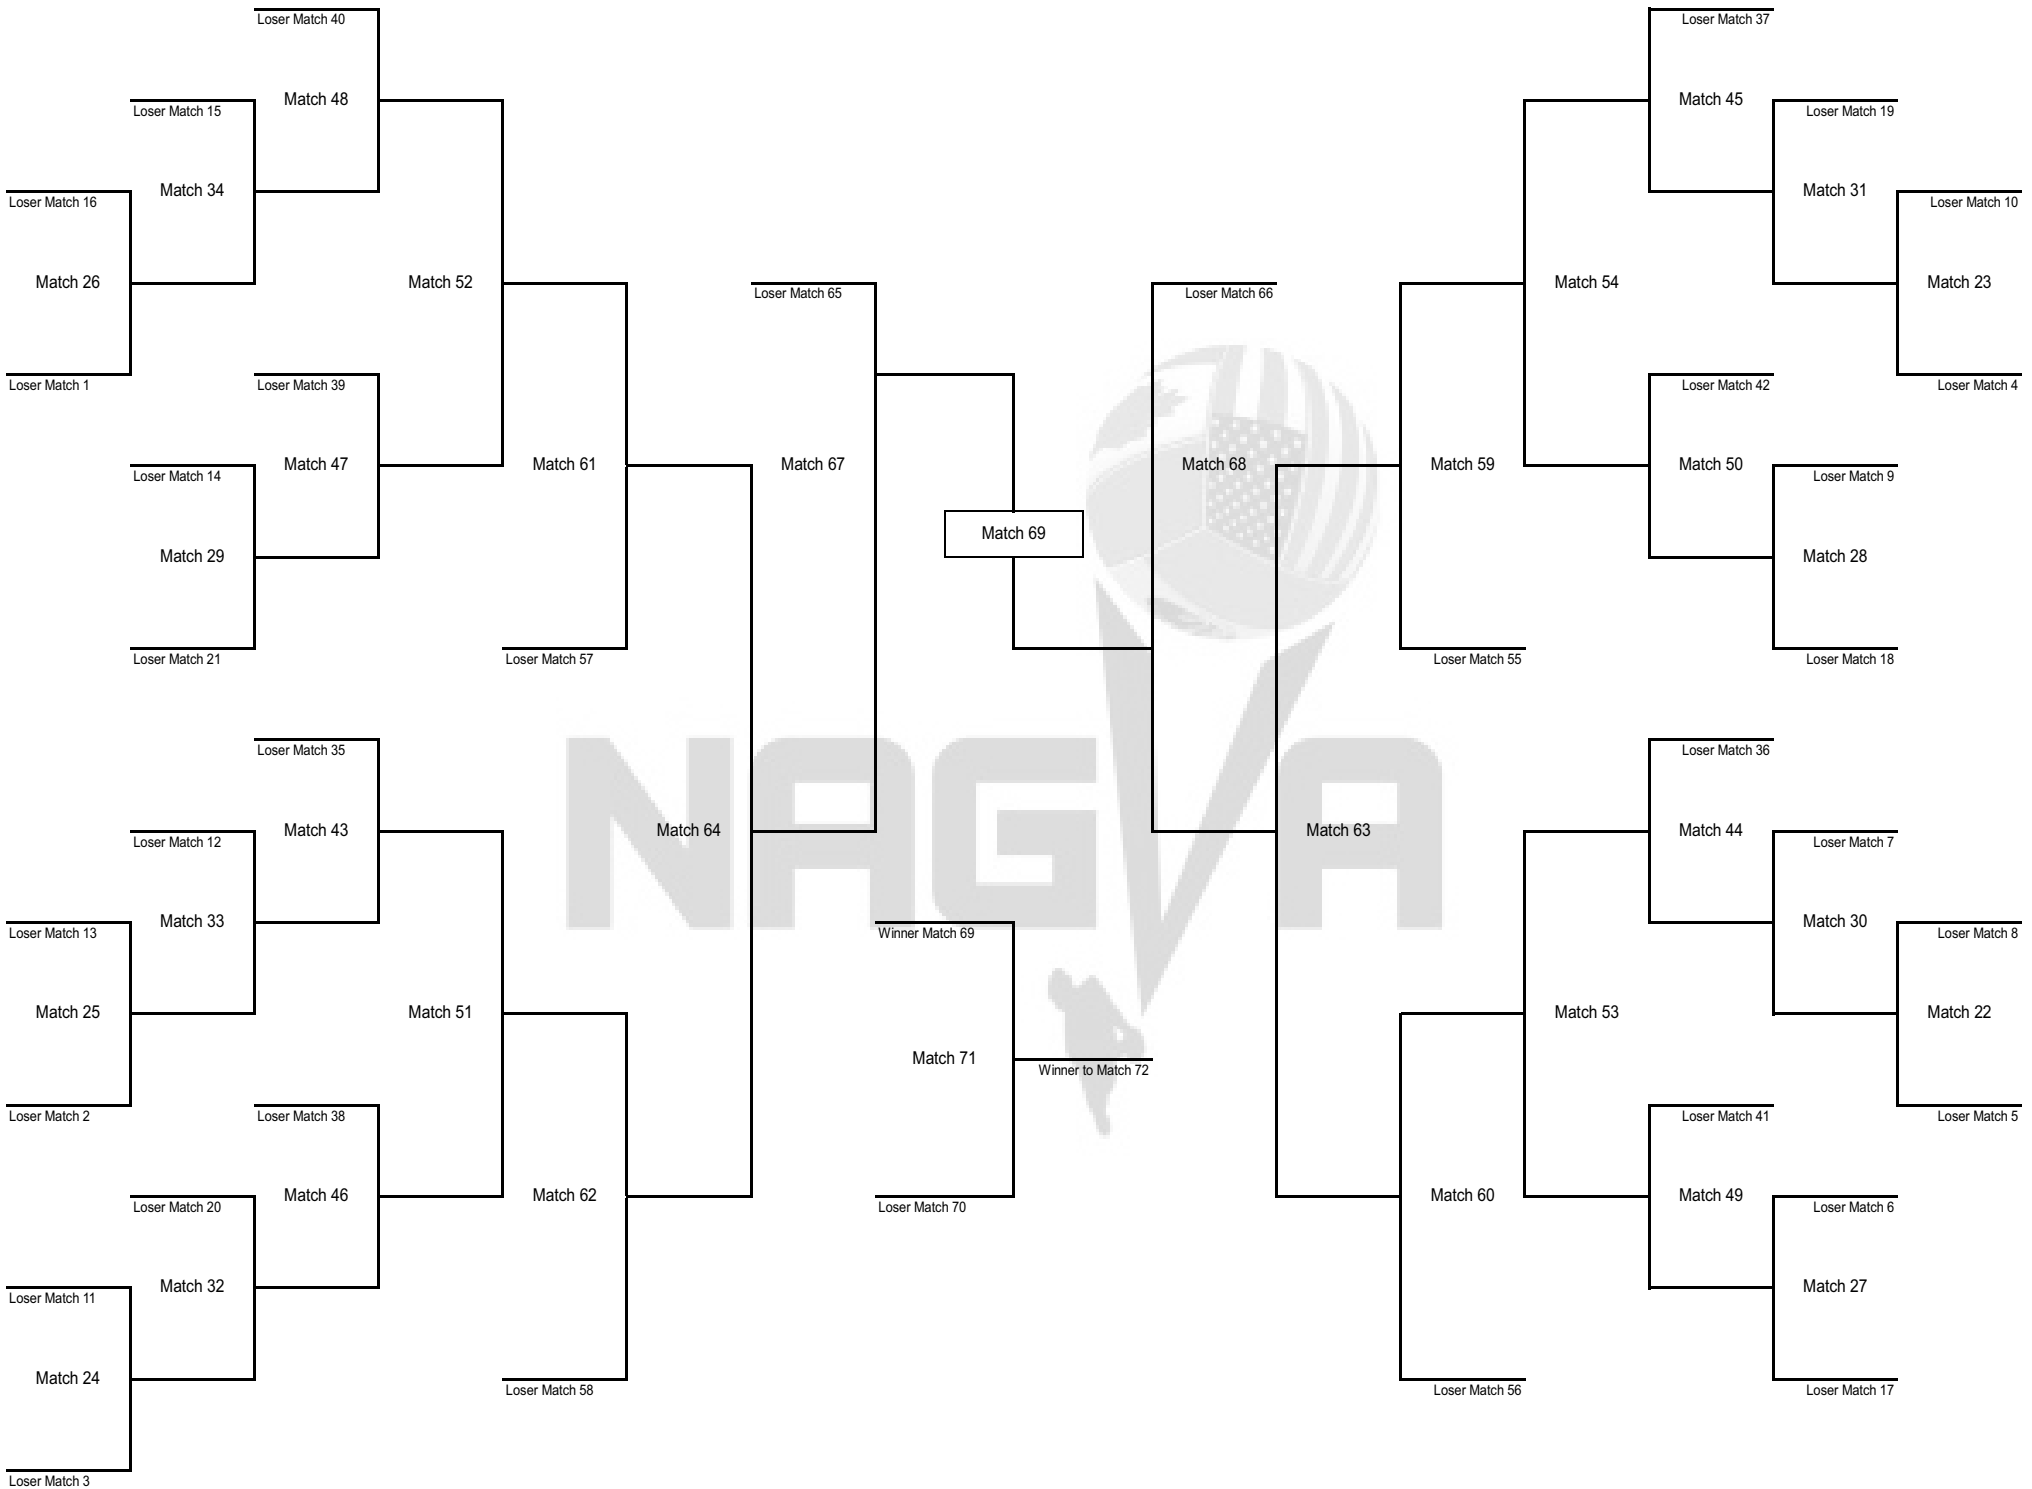 Loser Match 40
Loser Match 37
Match 48
Match 45
Loser Match 15
Loser Match 19
Match 34
Match 31
Loser Match 16
Loser Match 10
Match 26
Match 52
Loser Match 65
Loser Match 66
Match 54
Match 23
Loser Match 1
Loser Match 39
Loser Match 42
Loser Match 4
Match 47
Match 61
Match 67
Match 68
Match 59
Match 50
Loser Match 14
Loser Match 9
Match 69
Match 29
Match 28
Loser Match 21
Loser Match 57
Loser Match 55
Loser Match 18
Loser Match 35
Loser Match 36
NAGVA
Match 43
Match 64
Match 63
Match 44
Loser Match 12
Loser Match 7
Match 33
Match 30
Loser Match 13
Winner Match 69
Loser Match 8
Match 25
Match 51
Match 53
Match 22
Match 71
Winner to Match 72
Loser Match 2
Loser Match 38
Loser Match 41
Loser Match 5
Match 46
Match 62
Match 60
Match 49
Loser Match 20
Loser Match 70
Loser Match 6
Match 32
Match 27
Loser Match 11
Match 24
Loser Match 58
Loser Match 56
Loser Match 17
Loser Match 3